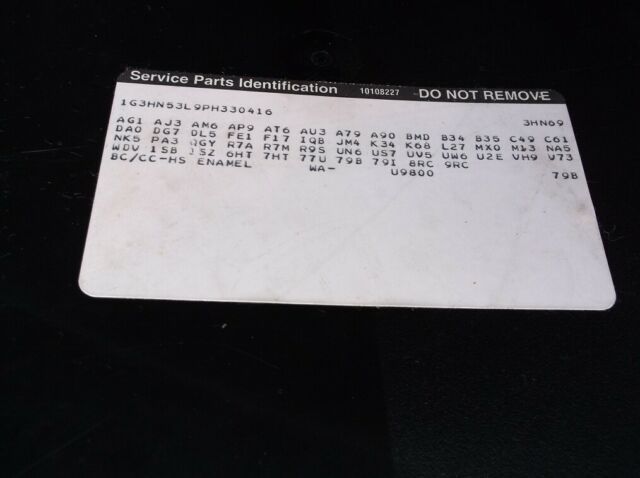 Service Parts Identification 10108227 DO NOT REMOVE
1G3HN53L9PH330416 3HN69
AG1 AJ3 AM6 AP9 AT6 AU3 A79 A90 BMD B34 B35 C49 C61
DA0 DG7 DL5 FE1 F17 IQB JM4 K34 K68 L27 MX0 M13 NA5
NK5 PA3 QGY R7A R7M R9S UN6 US7 UV5 UW6 U2E VH9 V73
WDV 15B JSZ 6HT 7HT 77U 79B 79I 8RC 9RC
BC/CC-HS ENAMEL WA- U9800 79B